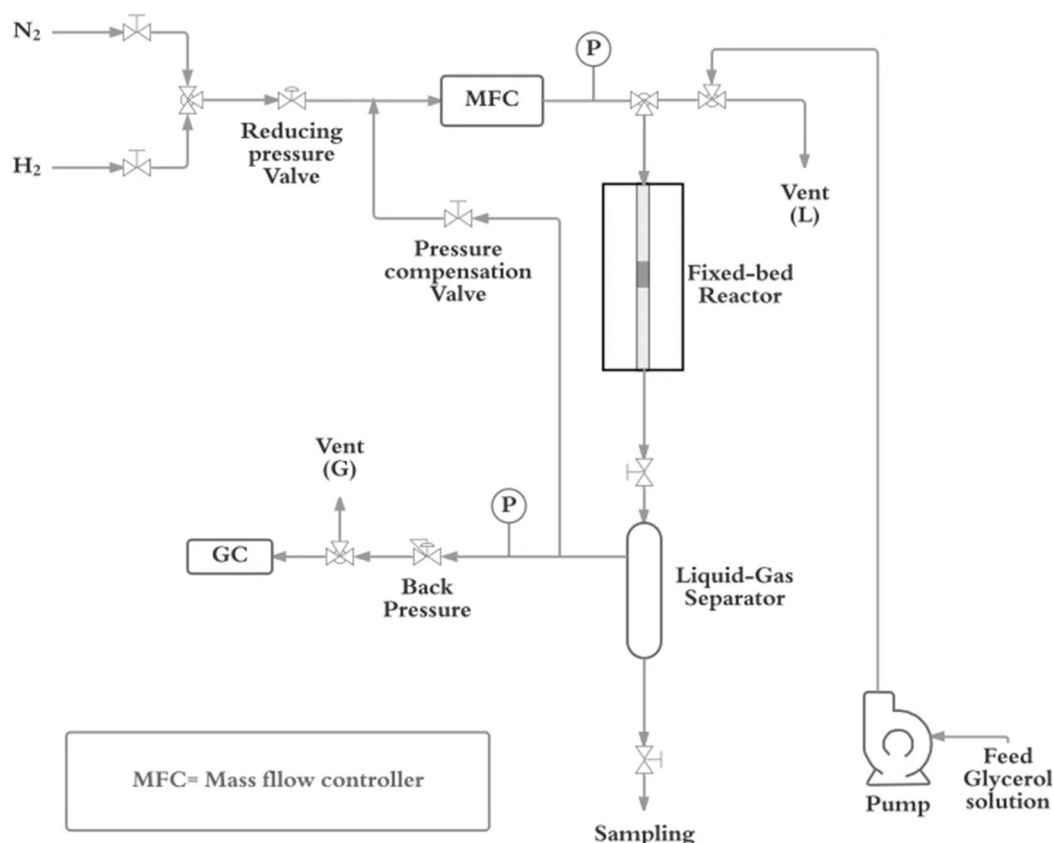 N₂
P
MFC
H₂
Reducing
pressure
Valve
Vent
(L)
Pressure
compensation
Valve
Fixed-bed
Reactor
Vent
(G)
P
GC
Back
Pressure
Liquid-Gas
Separator
MFC= Mass fllow controller
Feed
Glycerol
solution
Pump
Sampling